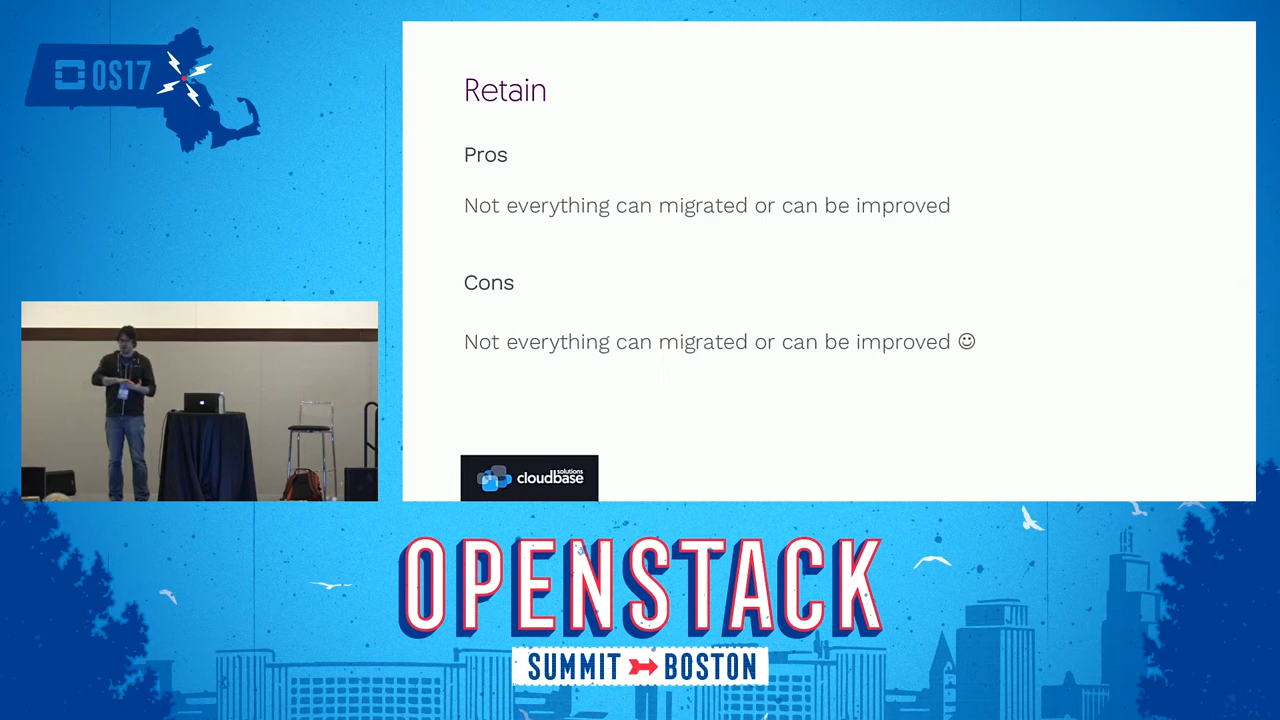 OS17
Retain
Pros
Not everything can migrated or can be improved
Cons
Not everything can migrated or can be improved ☺
cloudbase solutions
OPENSTACK
SUMMIT BOSTON